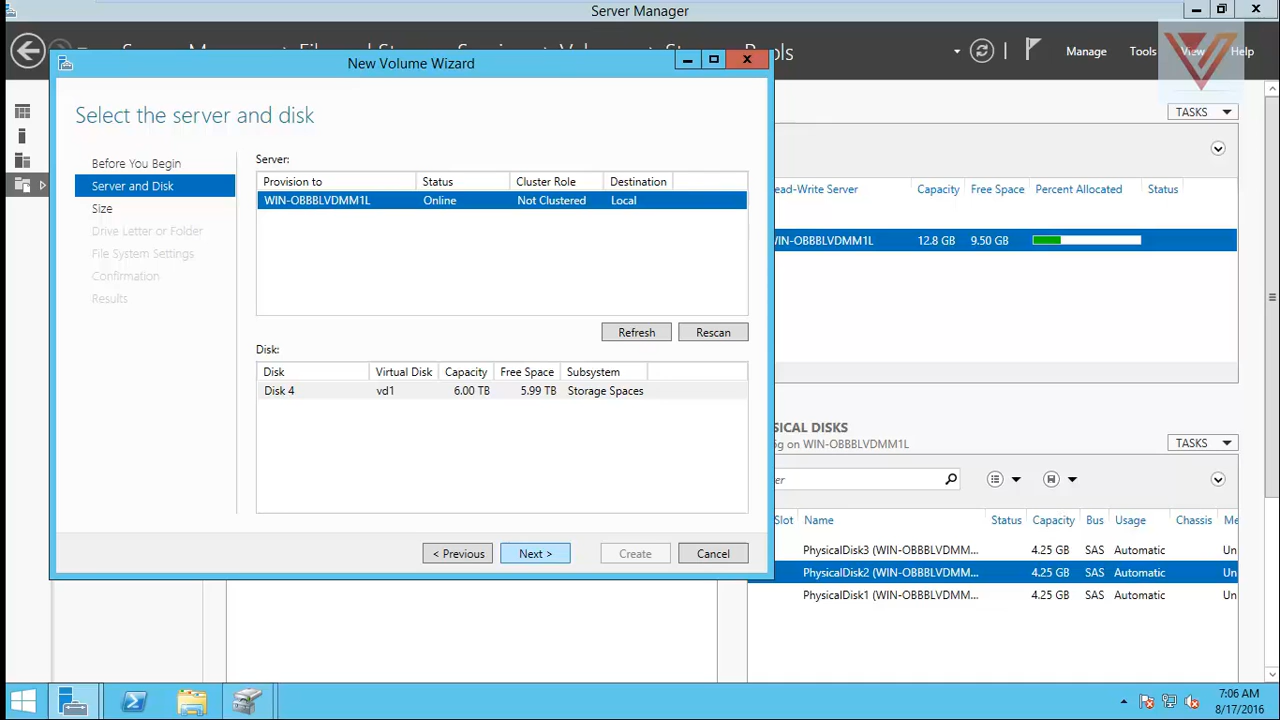 Server Manager
Manage
Tools
View
Help
New Volume Wizard
Select the server and disk
Before You Begin
Server and Disk
Size
Drive Letter or Folder
File System Settings
Confirmation
Results
Server:
Provision to Status Cluster Role Destination
WIN-OBBBLVDMM1L Online Not Clustered Local
Refresh
Rescan
Disk:
Disk Virtual Disk Capacity Free Space Subsystem
Disk 4 vd1 6.00 TB 5.99 TB Storage Spaces
< Previous
Next >
Create
Cancel
TASKS
ead-Write Server Capacity Free Space Percent Allocated Status
WIN-OBBBLVDMM1L 12.8 GB 9.50 GB
SICAL DISKS
on WIN-OBBBLVDMM1L
TASKS
er
Slot Name Status Capacity Bus Usage Chassis Me
PhysicalDisk3 (WIN-OBBBLVDMM... 4.25 GB SAS Automatic Un
PhysicalDisk2 (WIN-OBBBLVDMM... 4.25 GB SAS Automatic Un
PhysicalDisk1 (WIN-OBBBLVDMM... 4.25 GB SAS Automatic Un
7:06 AM
8/17/2016